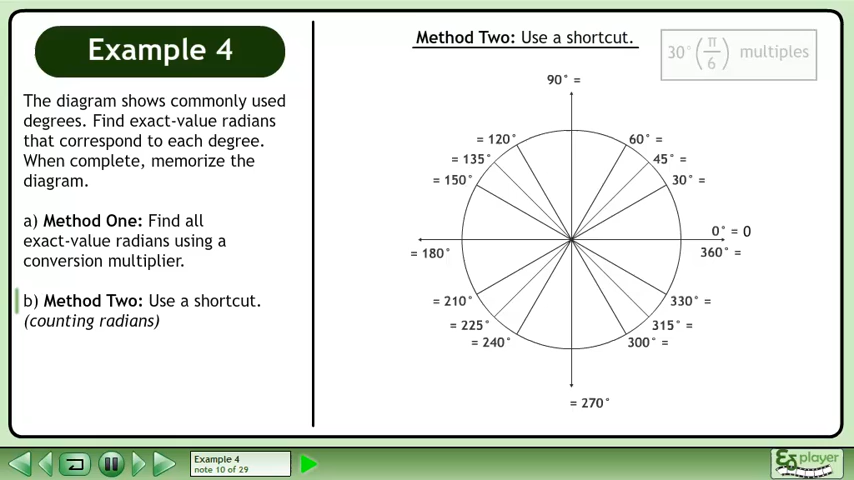 Example 4
The diagram shows commonly used
degrees. Find exact-value radians
that correspond to each degree.
When complete, memorize the
diagram.
a) Method One: Find all
exact-value radians using a
conversion multiplier.
b) Method Two: Use a shortcut.
(counting radians)
Method Two: Use a shortcut.
30° (π/6) multiples
90° =
= 120°
60° =
= 135°
45° =
= 150°
30° =
0° = 0
= 180°
360° =
= 210°
330° =
= 225°
315° =
= 240°
300° =
= 270°
Example 4
note 10 of 29
player